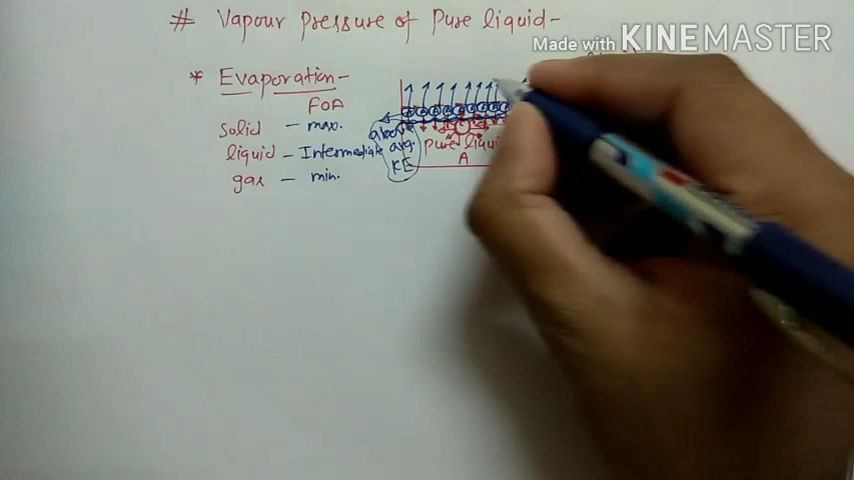 # Vapour Pressure of Pure liquid-
Made with KINEMASTER
* Evaporation-
FOA
solid - max.
liquid - Intermediate
gas - min.
avg.
KE
Pure liquid
A